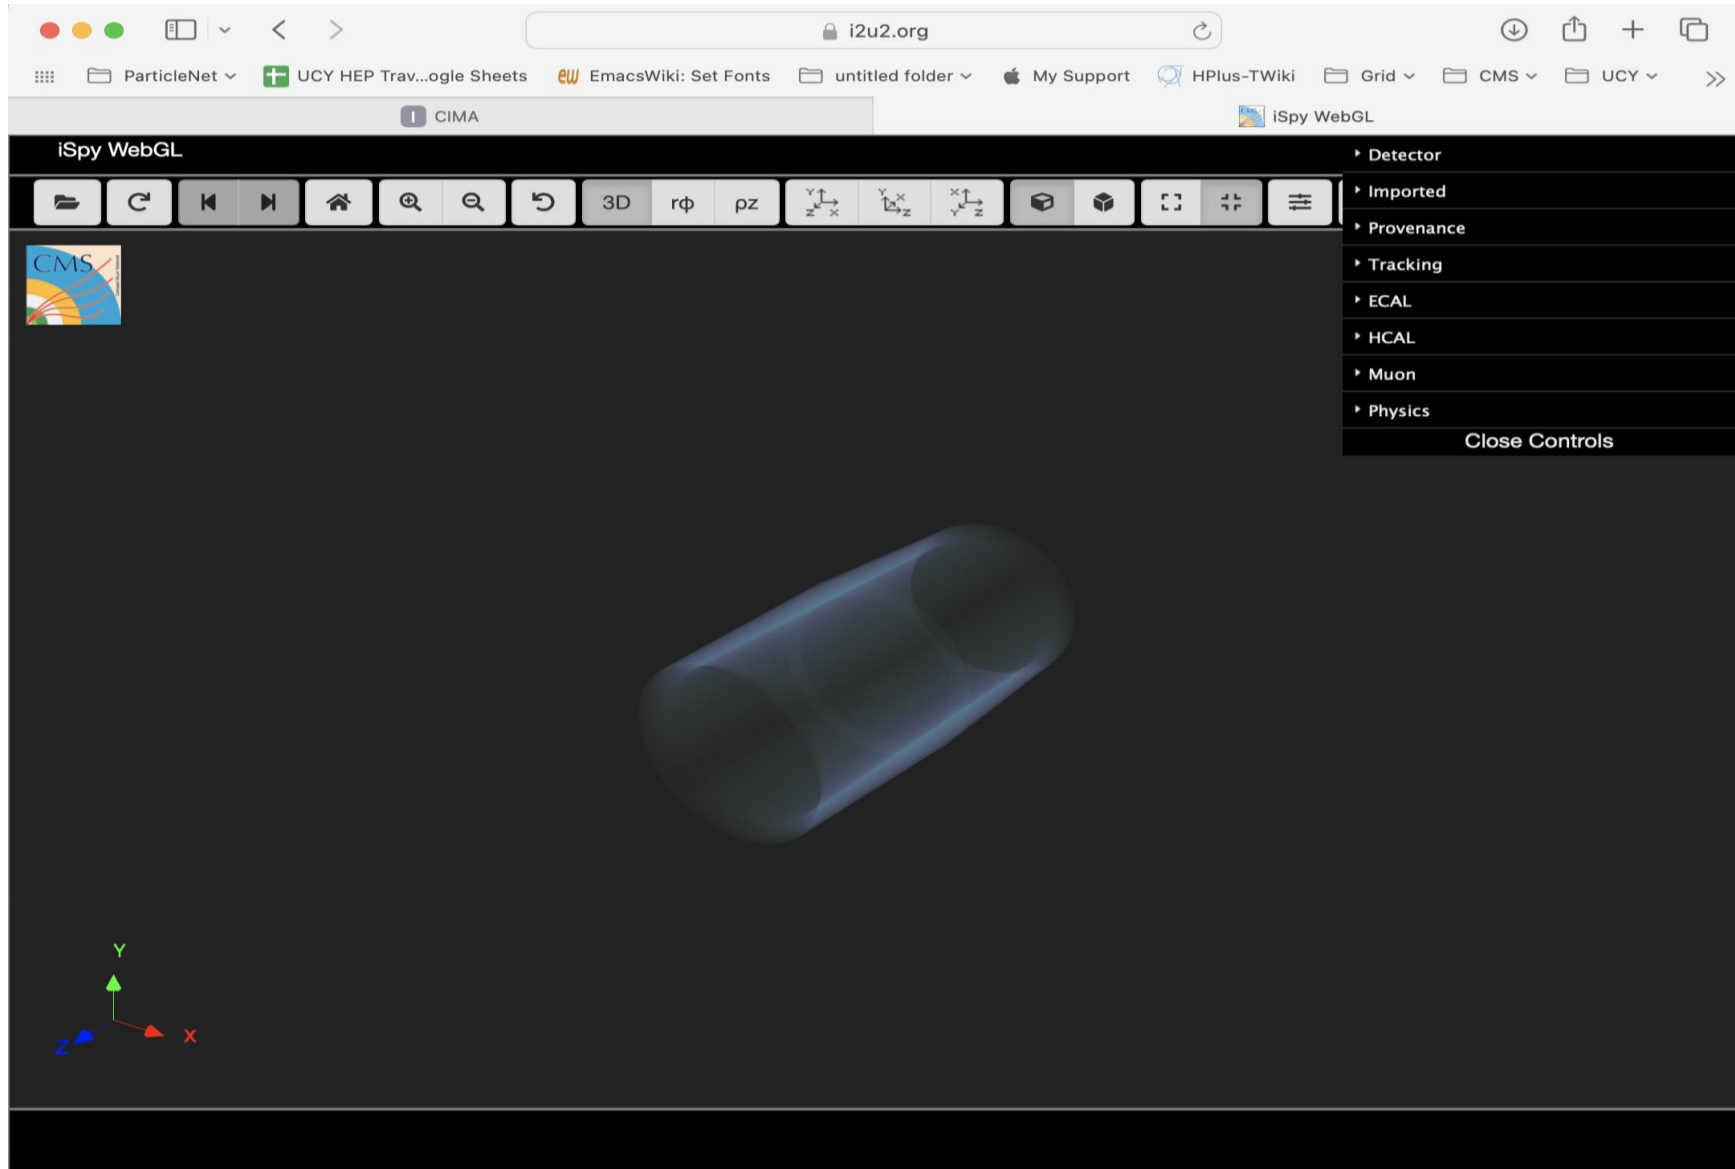 i2u2.org
ParticleNet UCY HEP Trav...ogle Sheets EmacsWiki: Set Fonts untitled folder My Support HPlus-TWiki Grid CMS UCY
CIMA iSpy WebGL
iSpy WebGL
3D rϕ ρz
Y Z X
Y X Z
X Y Z
Detector
Imported
Provenance
Tracking
ECAL
HCAL
Muon
Physics
Close Controls
CMS
Y
Z X